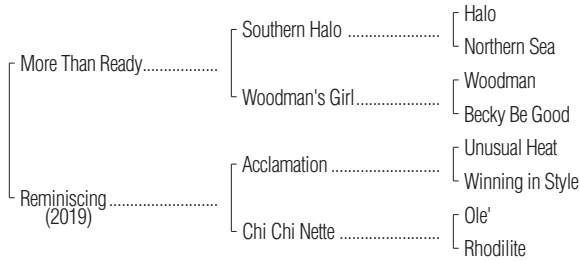 Halo
Southern Halo ..................
Northern Sea
More Than Ready..................
Woodman
Woodman's Girl .................
Becky Be Good
Unusual Heat
Acclamation ......................
Winning in Style
Reminiscing ......................
(2019)
Ole'
Chi Chi Nette ....................
Rhodilite